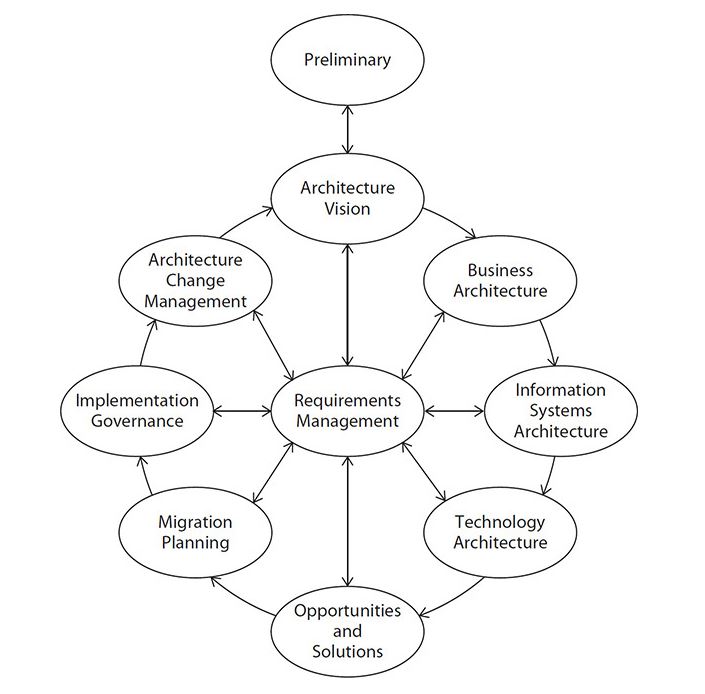 Preliminary
Architecture
Vision
Architecture
Change
Management
Business
Architecture
Implementation
Governance
Requirements
Management
Information
Systems
Architecture
Migration
Planning
Technology
Architecture
Opportunities
and
Solutions